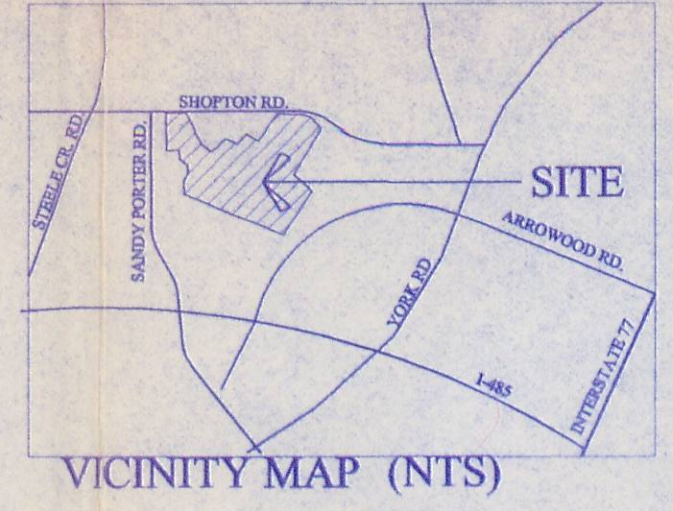 SHOPTON RD.
STEELE CR. RD.
SANDY PORTER RD.
SITE
ARROWOOD RD.
YORK RD
I-485
INTERSTATE 77
VICINITY MAP (NTS)